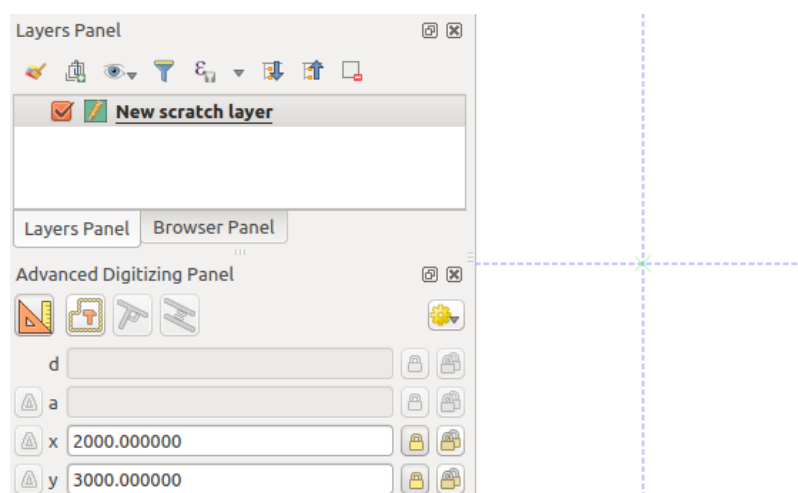 Layers Panel
New scratch layer
Layers Panel Browser Panel
Advanced Digitizing Panel
d
a
x 2000.000000
y 3000.000000